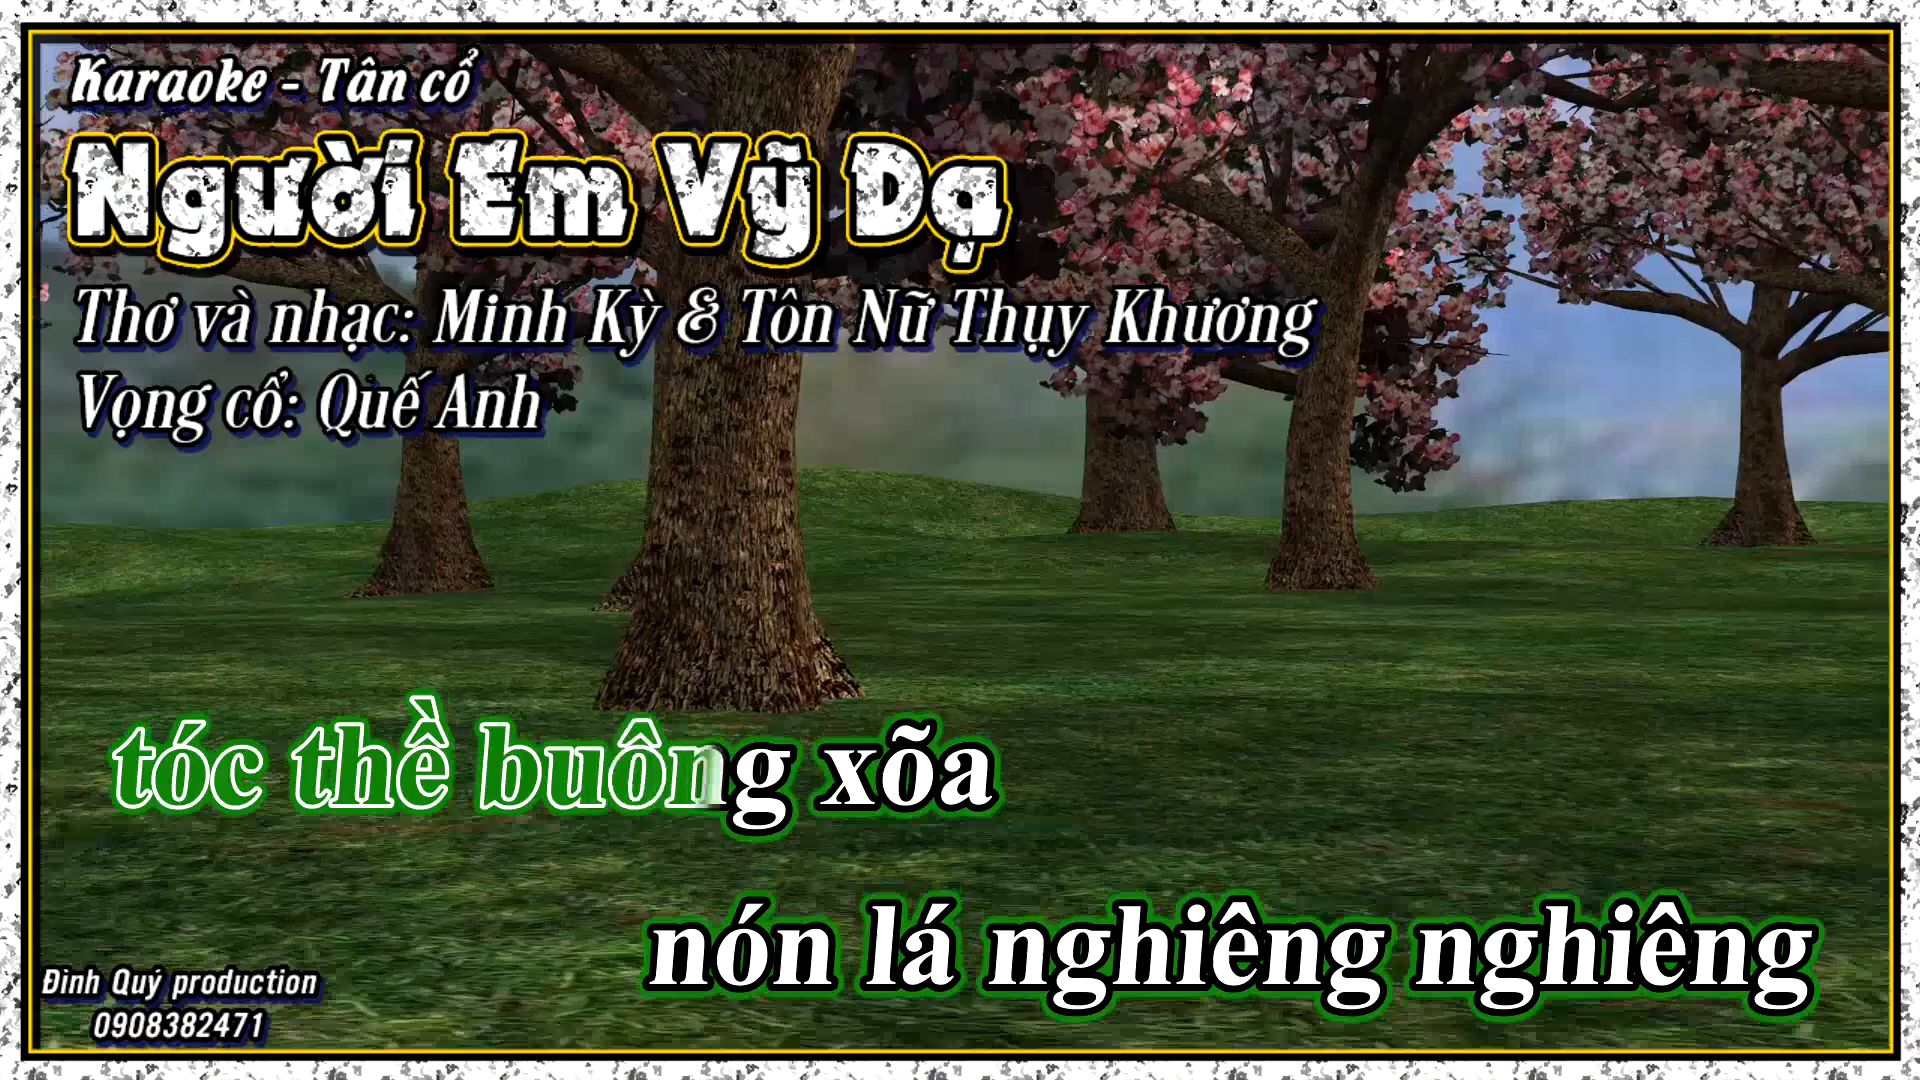 Karaoke - Tân cổ
Người Em Vỹ Dạ
Thơ và nhạc: Minh Kỳ & Tôn Nữ Thụy Khương
Vọng cổ: Quế Anh
tóc thề buông xõa
nón lá nghiêng nghiêng
Đình Quý production
0908382471